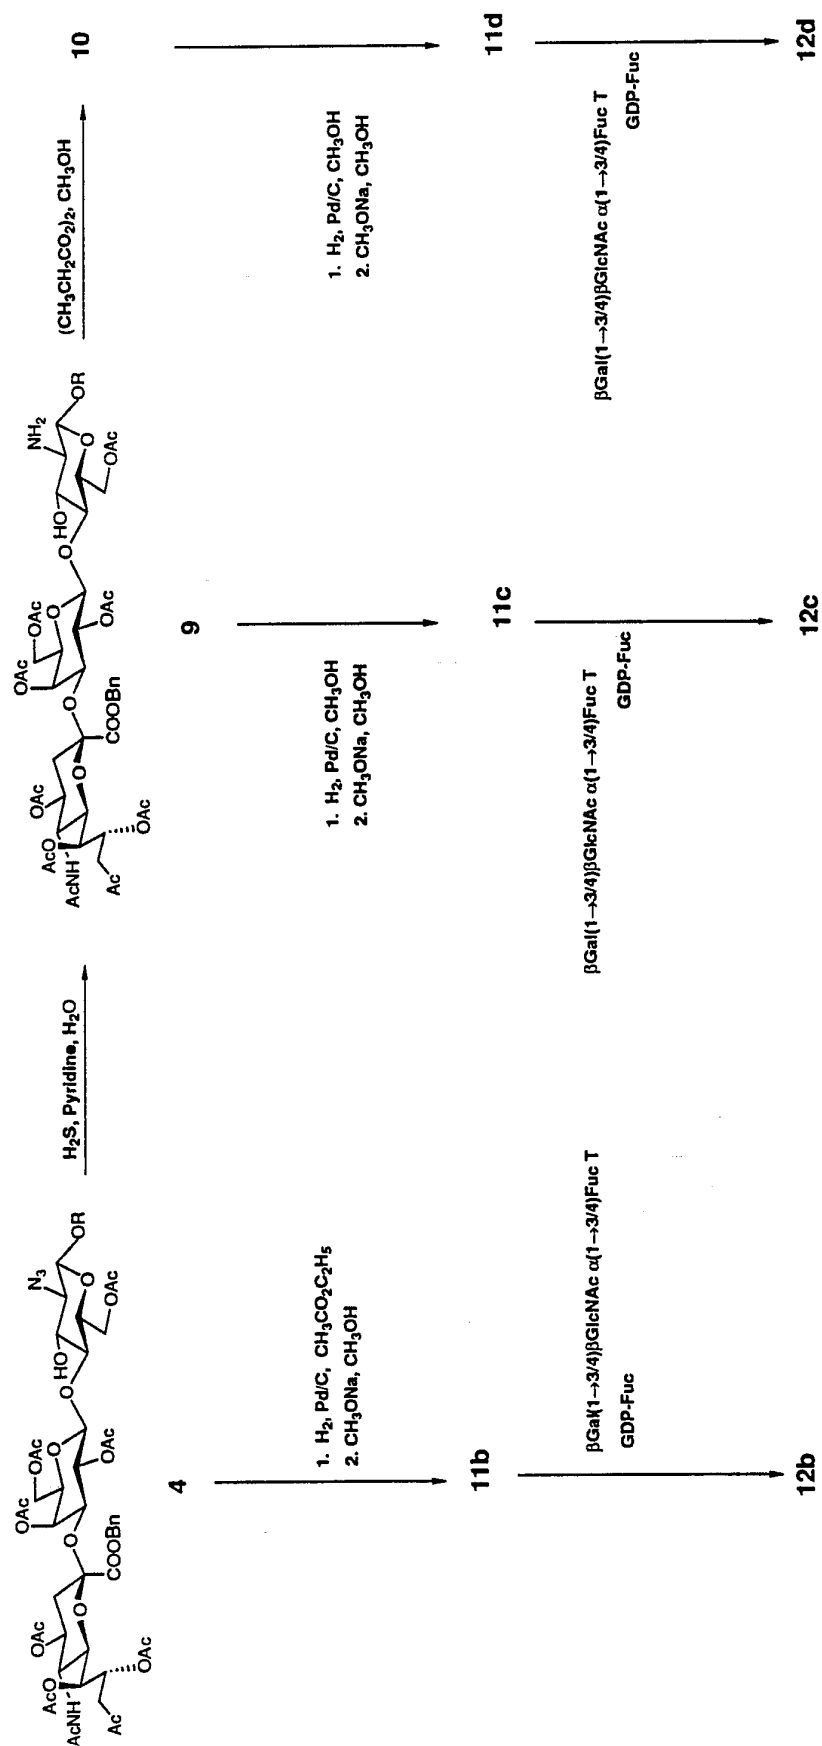 N₃
OR
O
OAc
HO
O
OAc
OAc
O
OAc
O
COOBn
OAc
O
AcO
AcNH
OAc
Ac
4
H₂S, Pyridine, H₂O
NH₂
OR
O
OAc
HO
O
OAc
OAc
O
OAc
O
COOBn
OAc
O
AcO
AcNH
OAc
Ac
9
(CH₃CH₂CO₂)₂, CH₃OH
10
1. H₂, Pd/C, CH₃CO₂C₂H₅
2. CH₃ONa, CH₃OH
1. H₂, Pd/C, CH₃OH
2. CH₃ONa, CH₃OH
1. H₂, Pd/C, CH₃OH
2. CH₃ONa, CH₃OH
11b
11c
11d
βGal(1→3/4)βGlcNAc α(1→3/4)Fuc T
GDP-Fuc
βGal(1→3/4)βGlcNAc α(1→3/4)Fuc T
GDP-Fuc
βGal(1→3/4)βGlcNAc α(1→3/4)Fuc T
GDP-Fuc
12b
12c
12d